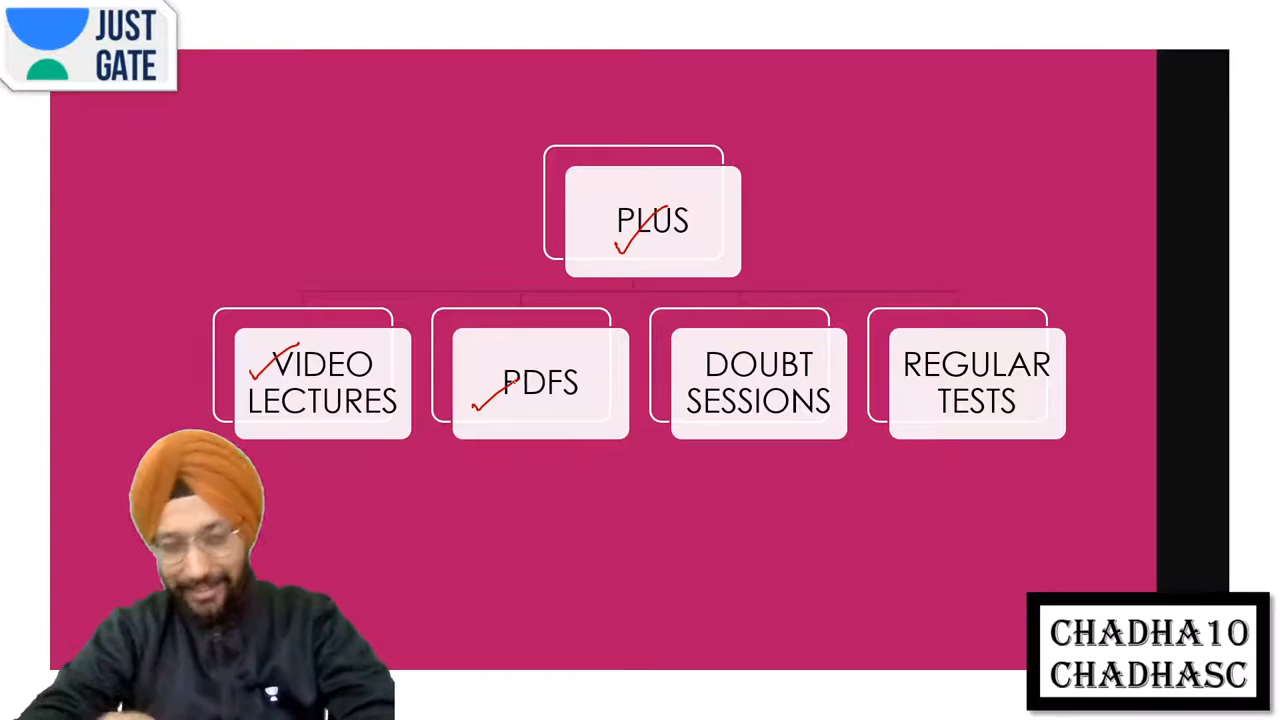 JUST
GATE
PLUS
VIDEO
LECTURES
PDFS
DOUBT
SESSIONS
REGULAR
TESTS
CHADHA10
CHADHASC